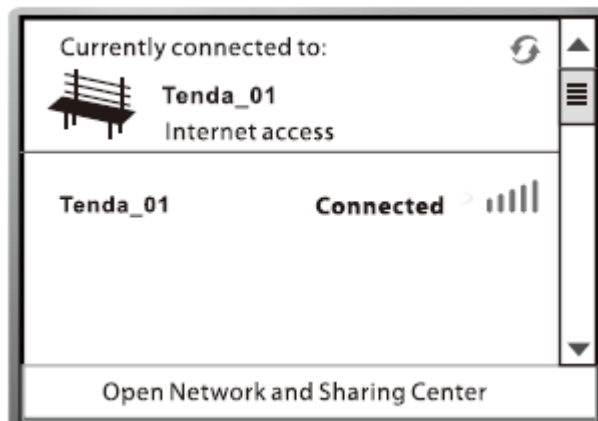 Currently connected to:
Tenda_01
Internet access
Tenda_01 Connected
Open Network and Sharing Center